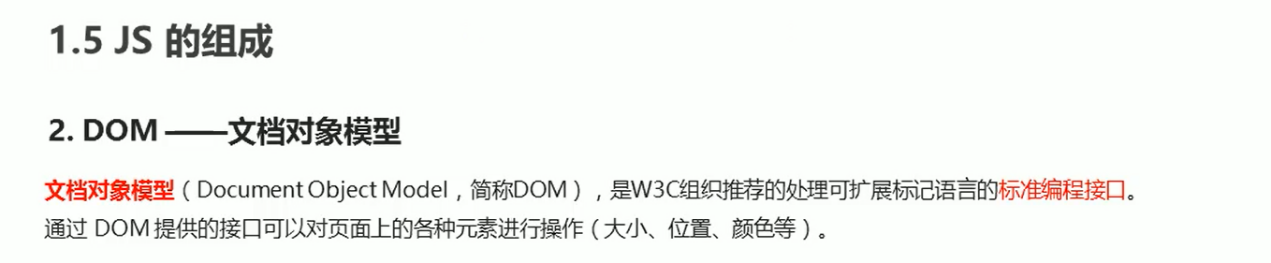 1.5 JS 的组成
2. DOM ——文档对象模型
文档对象模型（Document Object Model，简称DOM），是W3C组织推荐的处理可扩展标记语言的标准编程接口。
通过 DOM 提供的接口可以对页面上的各种元素进行操作（大小、位置、颜色等）。